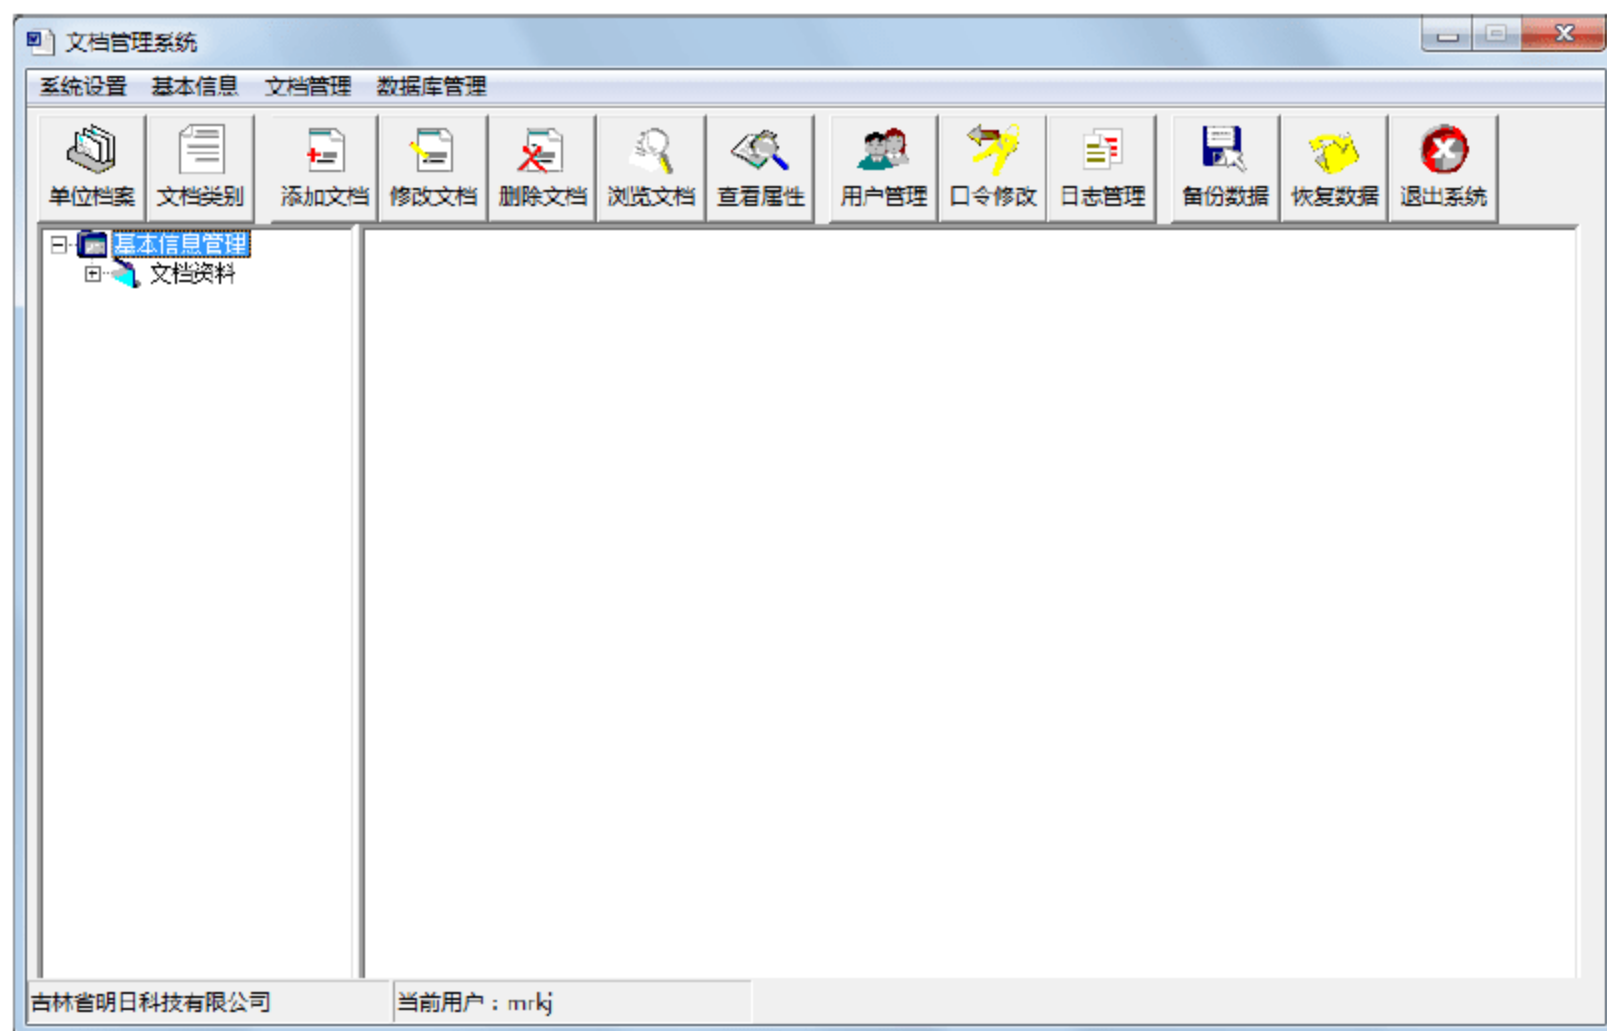 文档管理系统
系统设置 基本信息 文档管理 数据库管理
单位档案 文档类别 添加文档 修改文档 删除文档 浏览文档 查看属性 用户管理 口令修改 日志管理 备份数据 恢复数据 退出系统
基本信息管理
文档资料
吉林省明日科技有限公司 当前用户：mrkj